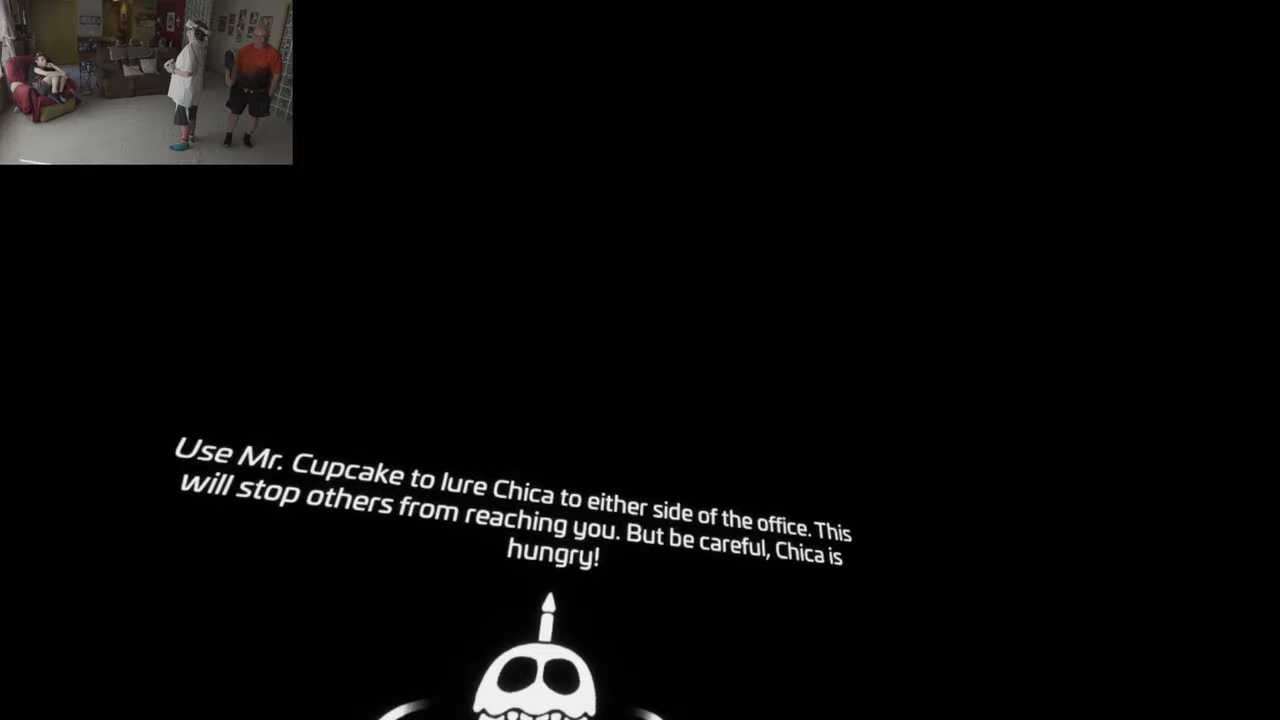 Use Mr. Cupcake to lure Chica to either side of the office. This
will stop others from reaching you. But be careful, Chica is
hungry!